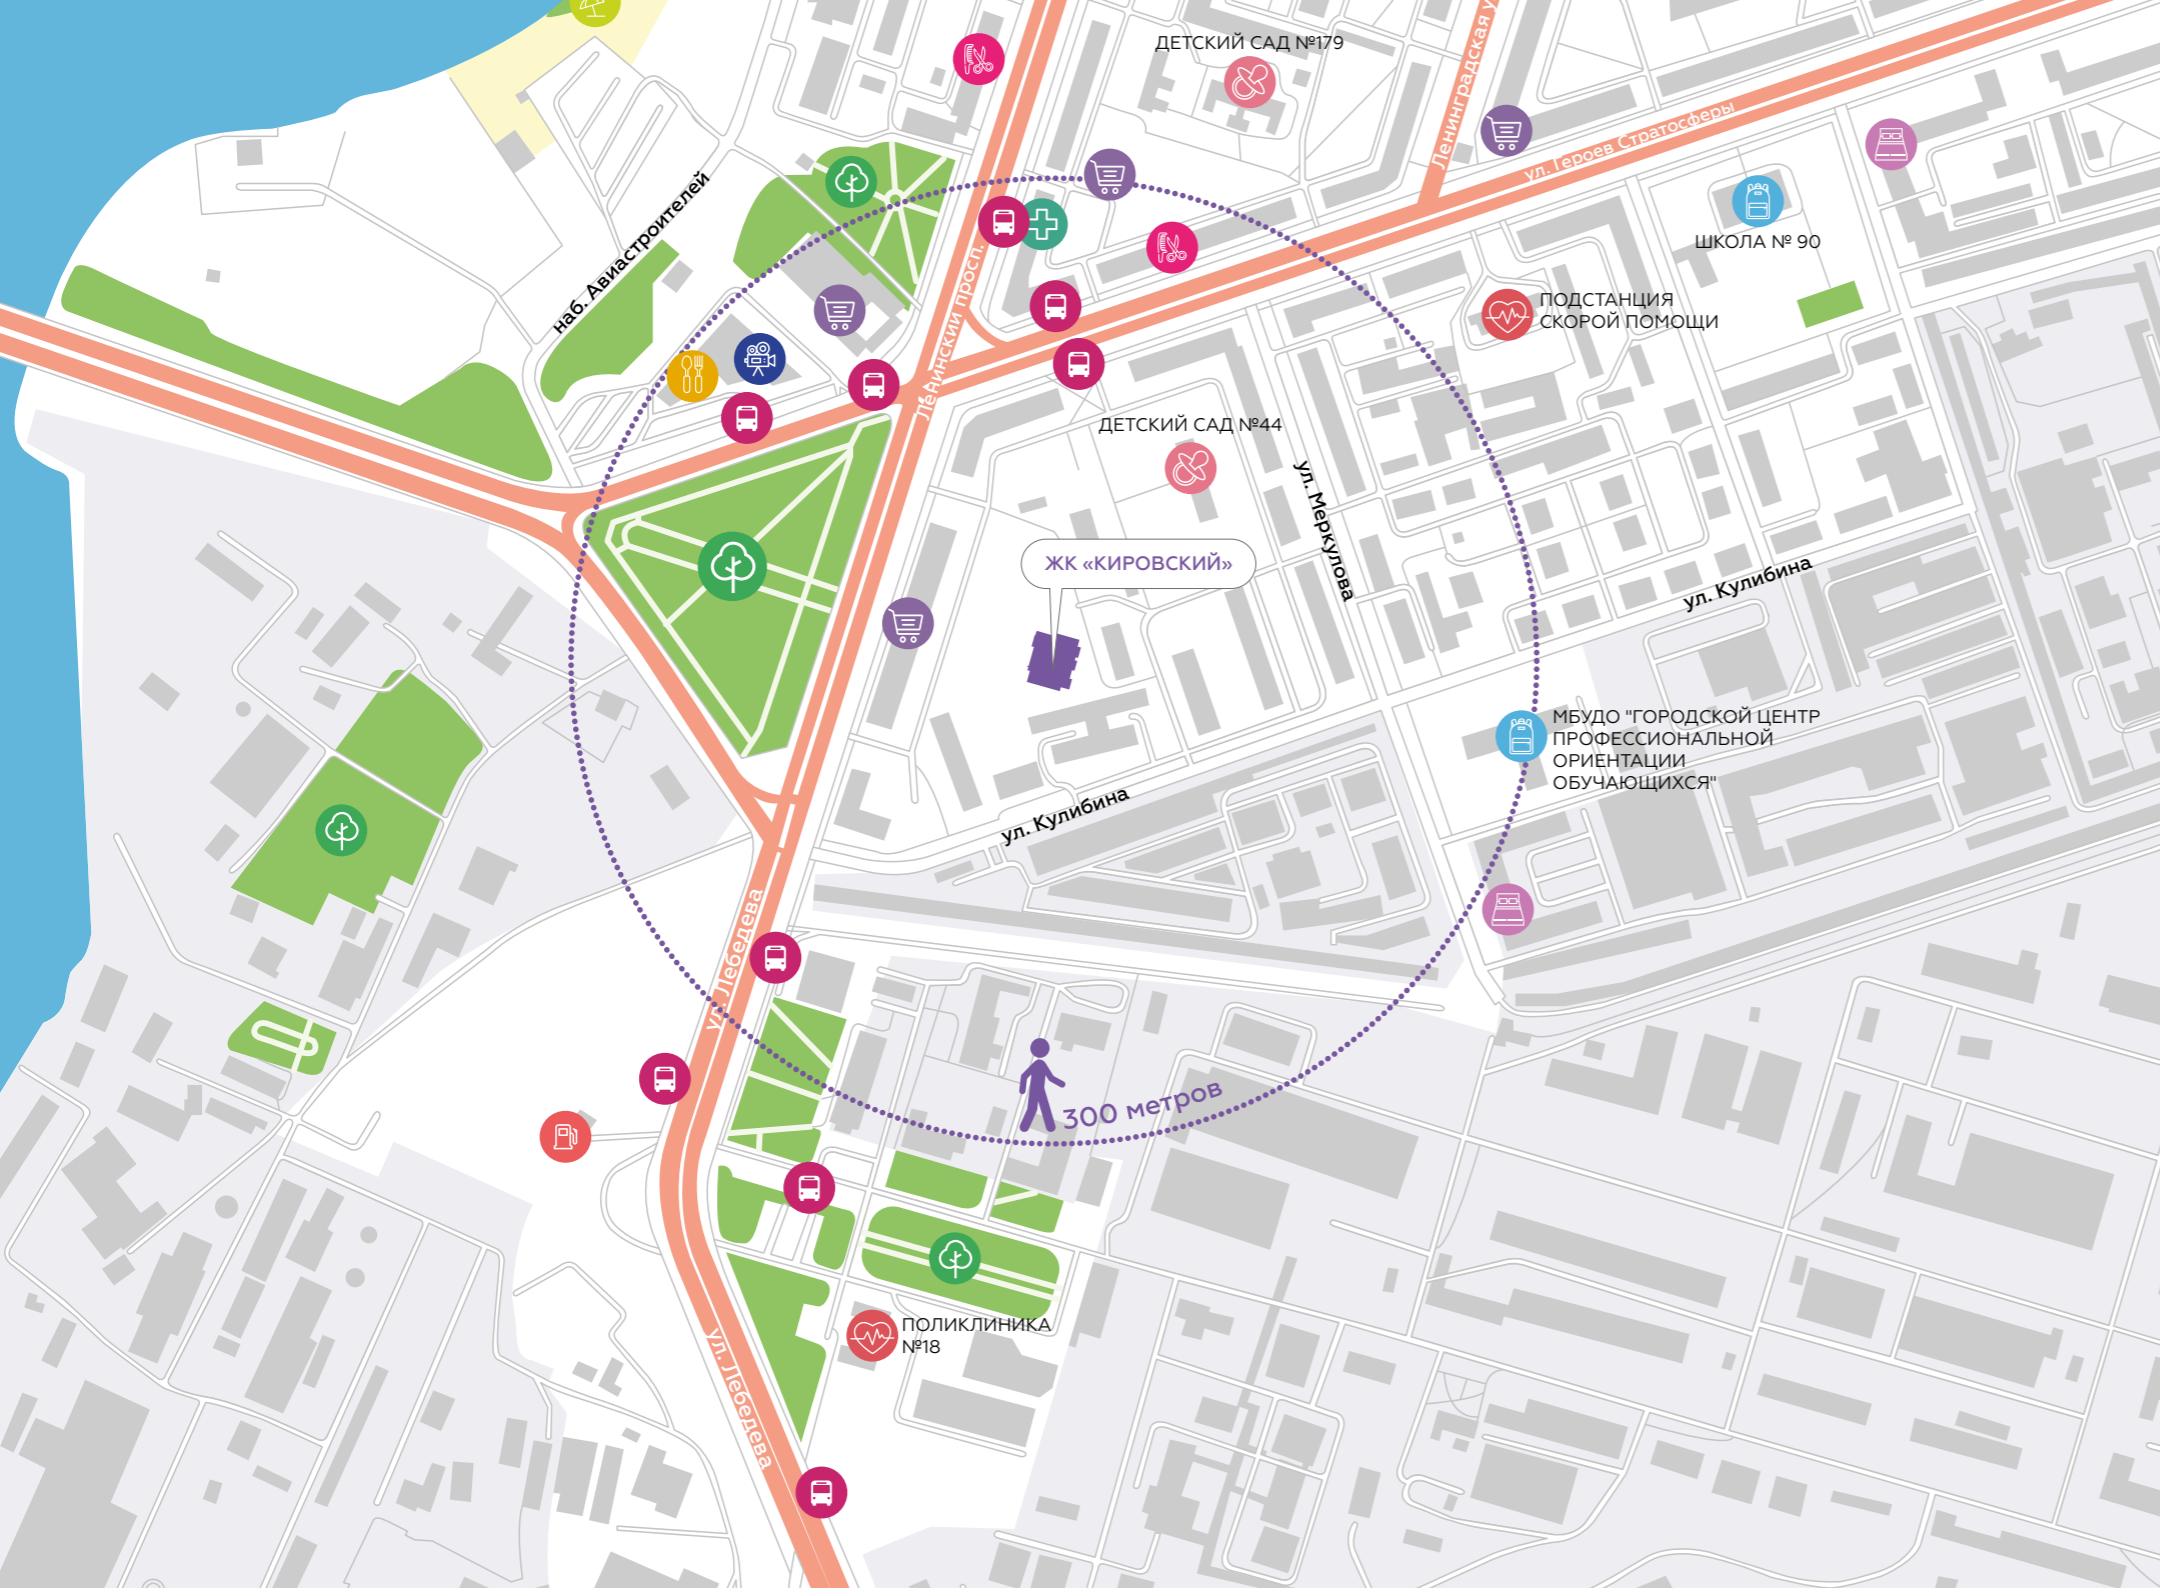 ДЕТСКИЙ САД №179
Ленинградская у
ул. Героев Стратосферы
наб. Авиастроителей
ШКОЛА № 90
Ленинский просп.
ПОДСТАНЦИЯ
СКОРОЙ ПОМОЩИ
ДЕТСКИЙ САД №44
ул. Меркулова
ЖК «КИРОВСКИЙ»
ул. Кулибина
МБУДО "ГОРОДСКОЙ ЦЕНТР
ПРОФЕССИОНАЛЬНОЙ
ОРИЕНТАЦИИ
ОБУЧАЮЩИХСЯ"
ул. Кулибина
ул. Лебедева
300 метров
ПОЛИКЛИНИКА
№18
ул. Лебедева